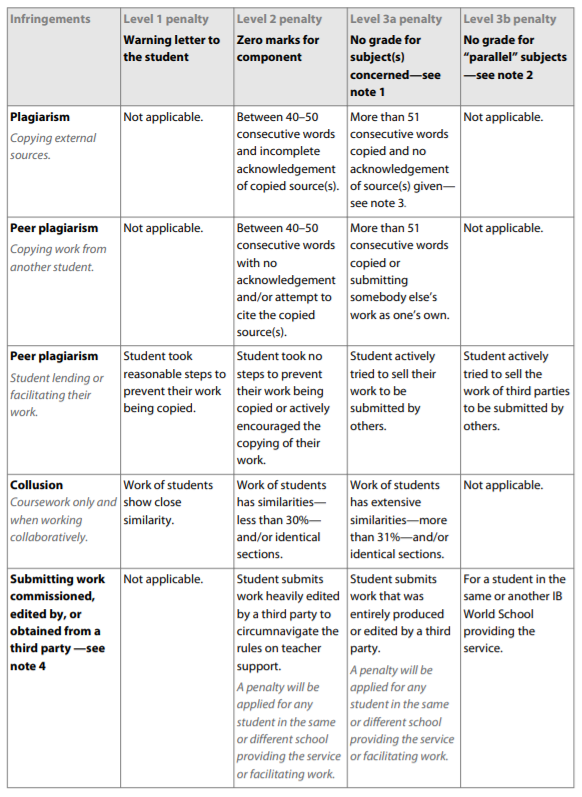 Infringements
Level 1 penalty
Warning letter to
the student
Level 2 penalty
Zero marks for
component
Level 3a penalty
No grade for
subject(s)
concerned—see
note 1
Level 3b penalty
No grade for
“parallel” subjects
—see note 2
Plagiarism
Copying external
sources.
Not applicable.
Between 40–50
consecutive words
and incomplete
acknowledgement
of copied source(s).
More than 51
consecutive words
copied and no
acknowledgement
of source(s) given—
see note 3.
Not applicable.
Peer plagiarism
Copying work from
another student.
Not applicable.
Between 40–50
consecutive words
with no
acknowledgement
and/or attempt to
cite the copied
source(s).
More than 51
consecutive words
copied or
submitting
somebody else’s
work as one’s own.
Not applicable.
Peer plagiarism
Student lending or
facilitating their
work.
Student took
reasonable steps to
prevent their work
being copied.
Student took no
steps to prevent
their work being
copied or actively
encouraged the
copying of their
work.
Student actively
tried to sell their
work to be
submitted by
others.
Student actively
tried to sell the
work of third parties
to be submitted by
others.
Collusion
Coursework only and
when working
collaboratively.
Work of students
show close
similarity.
Work of students
has similarities—
less than 30%—
and/or identical
sections.
Work of students
has extensive
similarities—more
than 31%—and/or
identical sections.
Not applicable.
Submitting work
commissioned,
edited by, or
obtained from a
third party —see
note 4
Not applicable.
Student submits
work heavily edited
by a third party to
circumnavigate the
rules on teacher
support.
A penalty will be
applied for any
student in the same
or different school
providing the service
or facilitating work.
Student submits
work that was
entirely produced
or edited by a third
party.
A penalty will be
applied for any
student in the same
or different school
providing the service
or facilitating work.
For a student in the
same or another IB
World School
providing the
service.